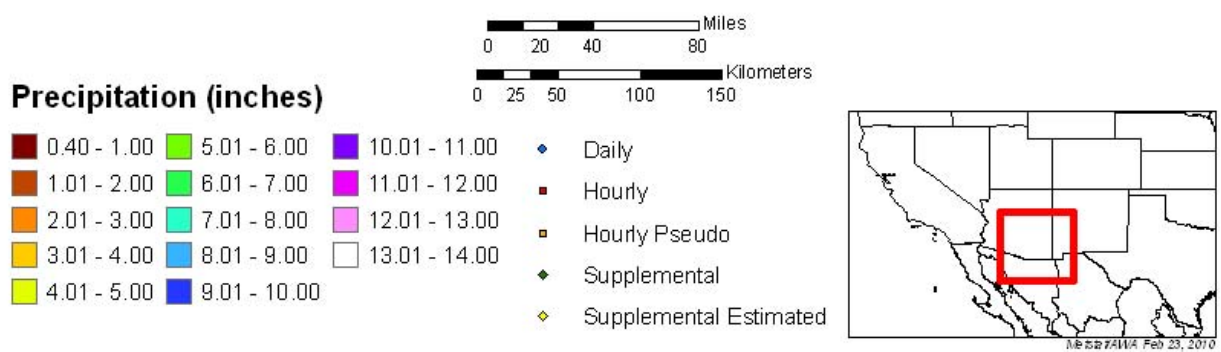 Miles
0 20 40 80
Kilometers
0 25 50 100 150
Precipitation (inches)
0.40 - 1.00 5.01 - 6.00 10.01 - 11.00
1.01 - 2.00 6.01 - 7.00 11.01 - 12.00
2.01 - 3.00 7.01 - 8.00 12.01 - 13.00
3.01 - 4.00 8.01 - 9.00 13.01 - 14.00
4.01 - 5.00 9.01 - 10.00
Daily
Hourly
Hourly Pseudo
Supplemental
Supplemental Estimated
Metstat/AWA Feb 23, 2010